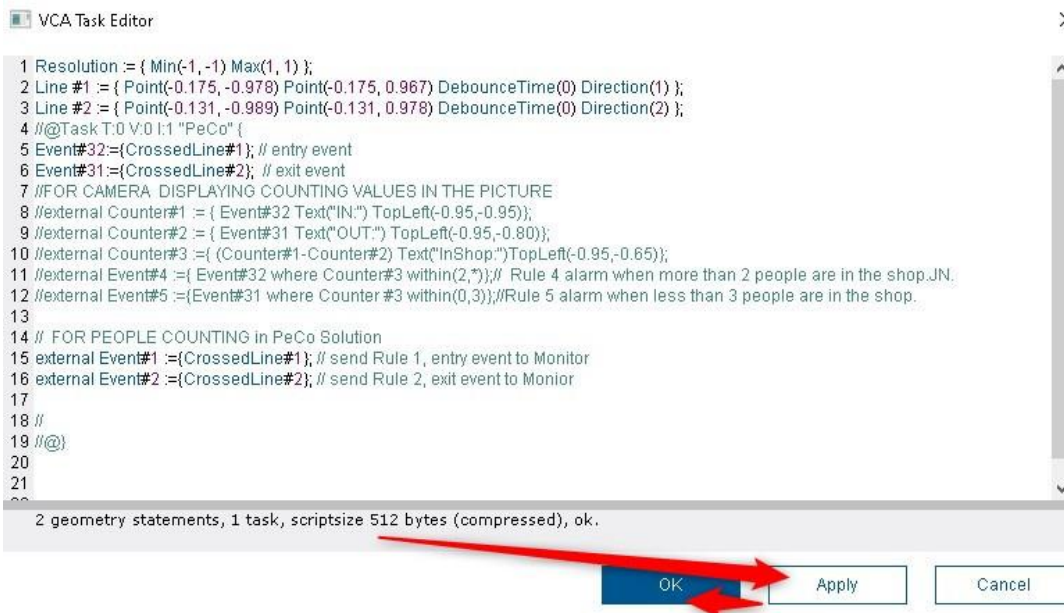 VCA Task Editor
1 Resolution := { Min(-1, -1) Max(1, 1) };
2 Line #1 := { Point(-0.175, -0.978) Point(-0.175, 0.967) DebounceTime(0) Direction(1) };
3 Line #2 := { Point(-0.131, -0.989) Point(-0.131, 0.978) DebounceTime(0) Direction(2) };
4 //@Task T:0 V:0 I:1 "PeCo" {
5 Event#32:={CrossedLine#1}; // entry event
6 Event#31:={CrossedLine#2}; // exit event
7 //FOR CAMERA DISPLAYING COUNTING VALUES IN THE PICTURE
8 //external Counter#1 := { Event#32 Text("IN:") TopLeft(-0.95,-0.95)};
9 //external Counter#2 := { Event#31 Text("OUT:") TopLeft(-0.95,-0.80)};
10 //external Counter#3 :={ (Counter#1-Counter#2) Text("InShop:")TopLeft(-0.95,-0.65)};
11 //external Event#4 :={ Event#32 where Counter#3 within(2,*)};// Rule 4 alarm when more than 2 people are in the shop.JN.
12 //external Event#5 :={Event#31 where Counter #3 within(0,3)};//Rule 5 alarm when less than 3 people are in the shop.
13
14 // FOR PEOPLE COUNTING in PeCo Solution
15 external Event#1 :={CrossedLine#1}; // send Rule 1, entry event to Monitor
16 external Event#2 :={CrossedLine#2}; // send Rule 2, exit event to Monior
17
18 //
19 //@}
20
21
2 geometry statements, 1 task, scriptsize 512 bytes (compressed), ok.
OK Apply Cancel